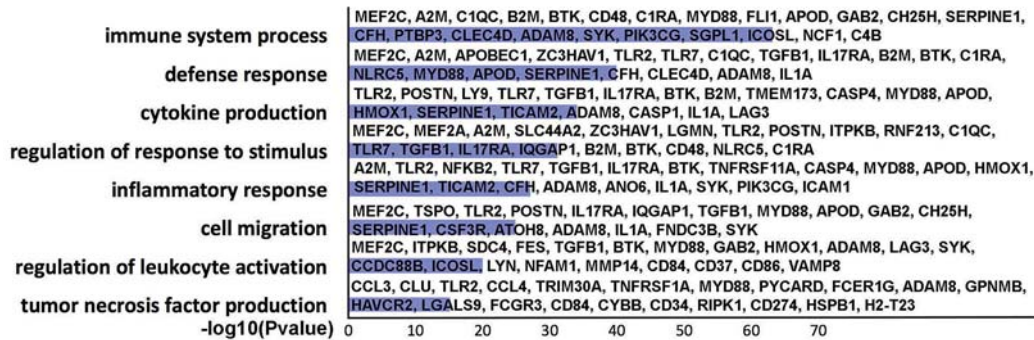 MEF2C, A2M, C1QC, B2M, BTK, CD48, C1RA, MYD88, FLI1, APOD, GAB2, CH25H, SERPINE1,
immune system process CFH, PTBP3, CLEC4D, ADAM8, SYK, PIK3CG, SGPL1, ICOSL, NCF1, C4B
MEF2C, A2M, APOBEC1, ZC3HAV1, TLR2, TLR7, C1QC, TGFB1, IL17RA, B2M, BTK, C1RA,
defense response NLRC5, MYD88, APOD, SERPINE1, CFH, CLEC4D, ADAM8, IL1A
TLR2, POSTN, LY9, TLR7, TGFB1, IL17RA, BTK, B2M, TMEM173, CASP4, MYD88, APOD,
cytokine production HMOX1, SERPINE1, TICAM2, ADAM8, CASP1, IL1A, LAG3
MEF2C, MEF2A, A2M, SLC44A2, ZC3HAV1, LGMN, TLR2, POSTN, ITPKB, RNF213, C1QC,
regulation of response to stimulus TLR7, TGFB1, IL17RA, IQGAP1, B2M, BTK, CD48, NLRC5, C1RA
A2M, TLR2, NFKB2, TLR7, TGFB1, IL17RA, BTK, TNFRSF11A, CASP4, MYD88, APOD, HMOX1,
inflammatory response SERPINE1, TICAM2, CFH, ADAM8, ANO6, IL1A, SYK, PIK3CG, ICAM1
MEF2C, TSPO, TLR2, POSTN, IL17RA, IQGAP1, TGFB1, MYD88, APOD, GAB2, CH25H,
cell migration SERPINE1, CSF3R, ATOH8, ADAM8, IL1A, FNDC3B, SYK
MEF2C, ITPKB, SDC4, FES, TGFB1, BTK, MYD88, GAB2, HMOX1, ADAM8, LAG3, SYK,
regulation of leukocyte activation CCDC88B, ICOSL, LYN, NFAM1, MMP14, CD84, CD37, CD86, VAMP8
CCL3, CLU, TLR2, CCL4, TRIM30A, TNFRSF1A, MYD88, PYCARD, FCER1G, ADAM8, GPNMB,
tumor necrosis factor production HAVCR2, LGALS9, FCGR3, CD84, CYBB, CD34, RIPK1, CD274, HSPB1, H2-T23
-log10(Pvalue) 0 10 20 30 40 50 60 70